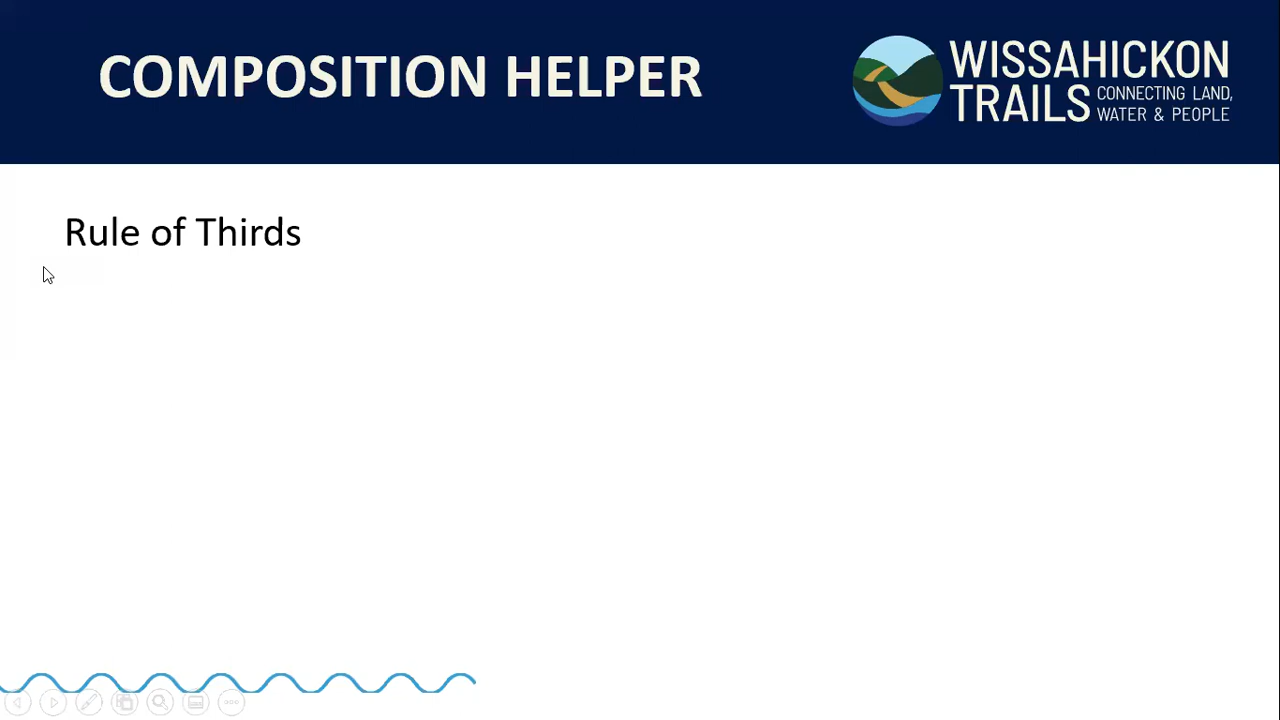 COMPOSITION HELPER
WISSAHICKON
TRAILS CONNECTING LAND,
WATER & PEOPLE
Rule of Thirds